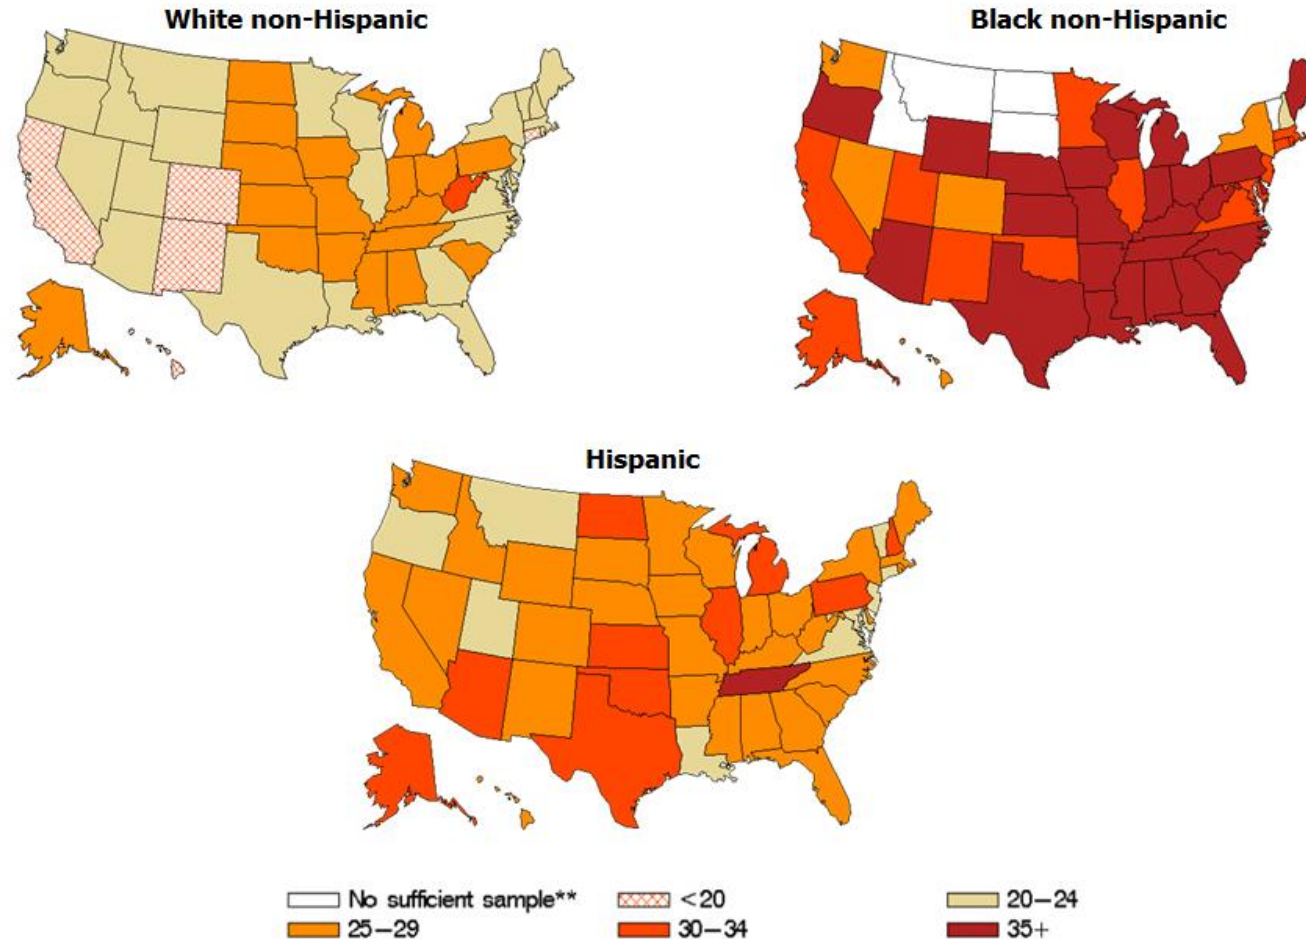 White non-Hispanic
Black non-Hispanic
Hispanic
No sufficient sample**
<20
20–24
25–29
30–34
35+